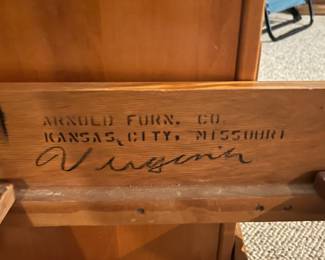 ARNOLD FURN. CO.
KANSAS CITY, MISSOURI
Virginia